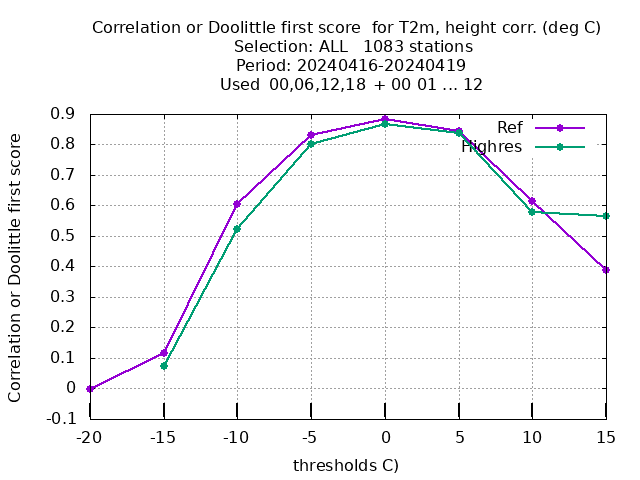 Correlation or Doolittle first score  for T2m, height corr. (deg C)
Selection: ALL   1083 stations
Period: 20240416-20240419
Used  00,06,12,18  + 00 01 ... 12
Correlation or Doolittle first score
0.9
0.8
0.7
0.6
0.5
0.4
0.3
0.2
0.1
0
-0.1
Ref
Highres
-20 -15 -10 -5 0 5 10 15
thresholds C)